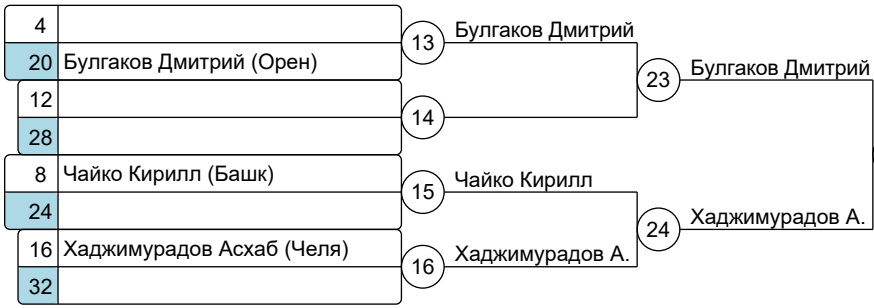 4
20 Булгаков Дмитрий (Орен)
12
28
8 Чайко Кирилл (Башк)
24
16 Хаджимурадов Асхаб (Челя)
32
13 Булгаков Дмитрий
14
15 Чайко Кирилл
16 Хаджимурадов А.
23 Булгаков Дмитрий
24 Хаджимурадов А.